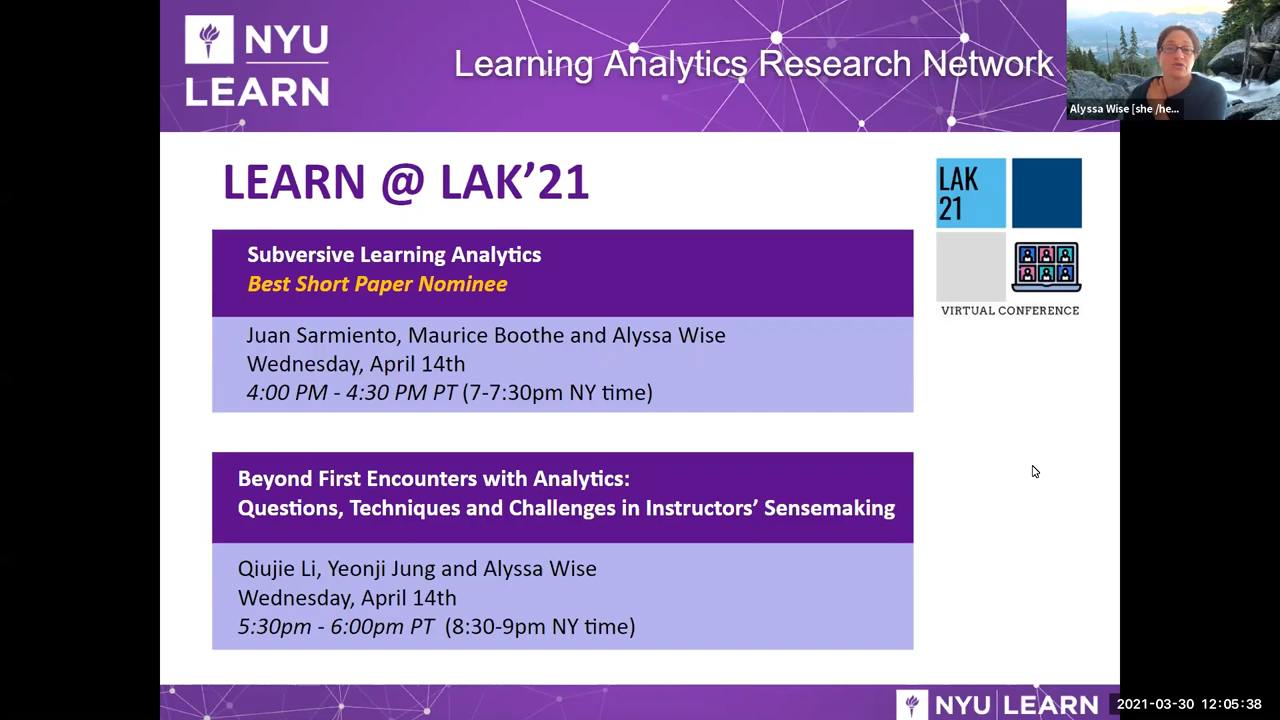 NYU
LEARN
Learning Analytics Research Network
Alyssa Wise [she /he...
LEARN @ LAK’21
LAK
21
VIRTUAL CONFERENCE
Subversive Learning Analytics
Best Short Paper Nominee
Juan Sarmiento, Maurice Boothe and Alyssa Wise
Wednesday, April 14th
4:00 PM - 4:30 PM PT (7-7:30pm NY time)
Beyond First Encounters with Analytics:
Questions, Techniques and Challenges in Instructors’ Sensemaking
Qiujie Li, Yeonji Jung and Alyssa Wise
Wednesday, April 14th
5:30pm - 6:00pm PT (8:30-9pm NY time)
NYU LEARN
2021-03-30 12:05:38